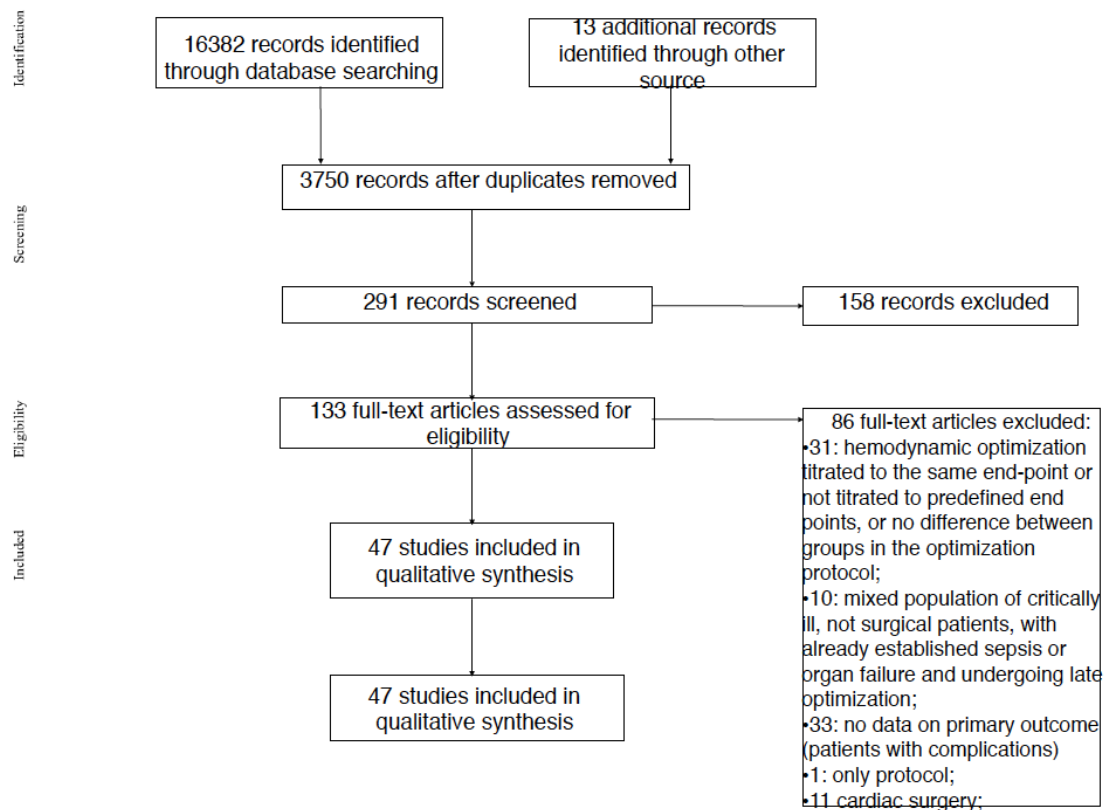 Identification
16382 records identified
through database searching
13 additional records
identified through other
source
3750 records after duplicates removed
Screening
291 records screened
158 records excluded
Eligibility
133 full-text articles assessed for
eligibility
86 full-text articles excluded:
•31: hemodynamic optimization
titrated to the same end-point or
not titrated to predefined end
points, or no difference between
groups in the optimization
protocol;
•10: mixed population of critically
ill, not surgical patients, with
already established sepsis or
organ failure and undergoing late
optimization;
•33: no data on primary outcome
(patients with complications)
•1: only protocol;
•11 cardiac surgery;
Included
47 studies included in
qualitative synthesis
47 studies included in
qualitative synthesis